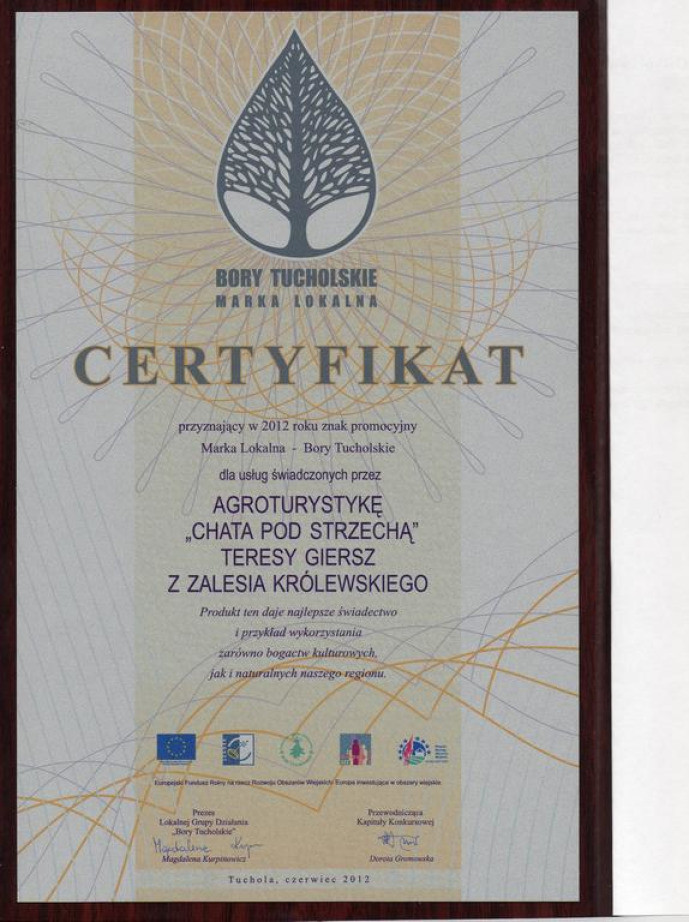 BORY TUCHOLSKIE
MARKA LOKALNA
CERTYFIKAT
przyznający w 2012 roku znak promocyjny
Marka Lokalna - Bory Tucholskie
dla usług świadczonych przez
AGROTURYSTYKĘ
„CHATA POD STRZECHĄ”
TERESY GIERSZ
Z ZALESIA KRÓLEWSKIEGO
Produkt ten daje najlepsze świadectwo
i przykład wykorzystania
zarówno bogactw kulturowych,
jak i naturalnych naszego regionu.
Europejski Fundusz Rolny na rzecz Rozwoju Obszarów Wiejskich: Europa inwestująca w obszary wiejskie.
Prezes
Lokalnej Grupy Działania
„Bory Tucholskie”
Magdalena Kurpinowicz
Przewodnicząca
Kapituły Konkursowej
Dorota Gromowska
Tuchola, czerwiec 2012